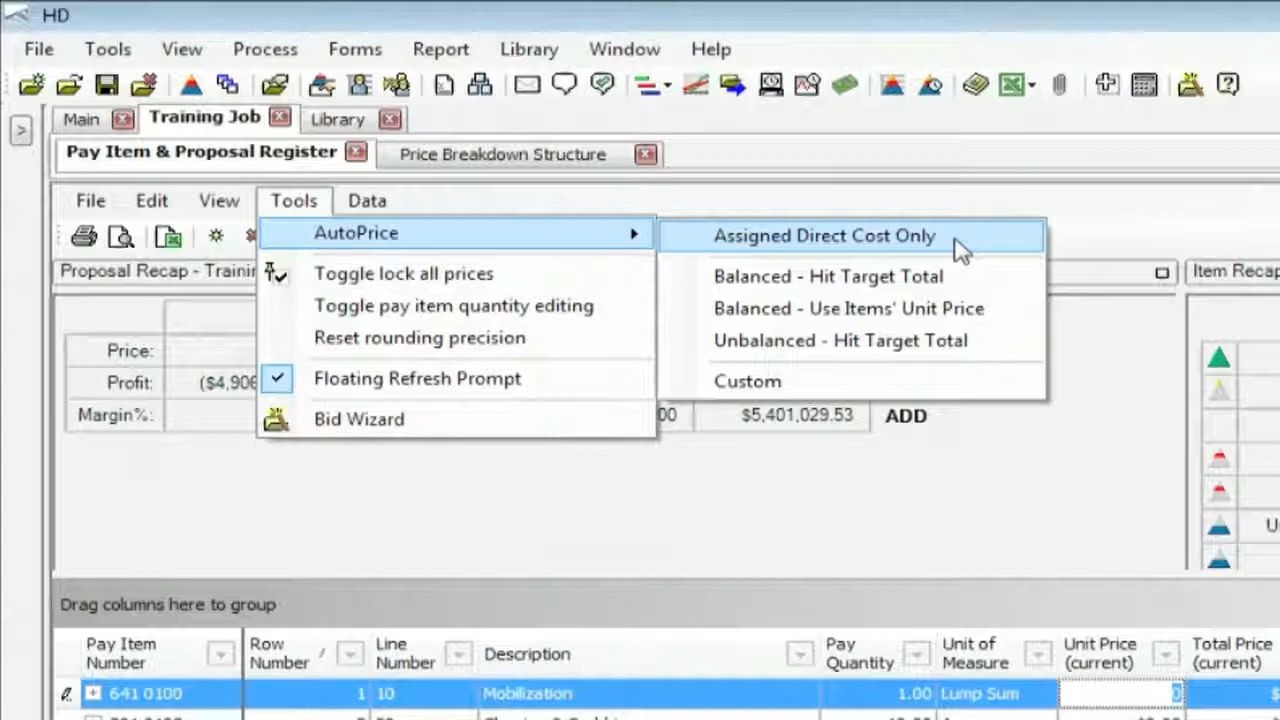 HD
File Tools View Process Forms Report Library Window Help
Main Training Job Library
>
Pay Item & Proposal Register Price Breakdown Structure
File Edit View Tools Data
AutoPrice
Assigned Direct Cost Only
Balanced - Hit Target Total
Balanced - Use Items' Unit Price
Unbalanced - Hit Target Total
Custom
Toggle lock all prices
Toggle pay item quantity editing
Reset rounding precision
Floating Refresh Prompt
Bid Wizard
Proposal Recap - Trainin
Item Recap
Price:
Profit: ($4,906
Margin%: 00 $5,401,029.53 ADD
Drag columns here to group
Pay Item Number Row Number Line Number Description Pay Quantity Unit of Measure Unit Price (current) Total Price (current)
641 0100 1 10 Mobilization 1.00 Lump Sum 0 $